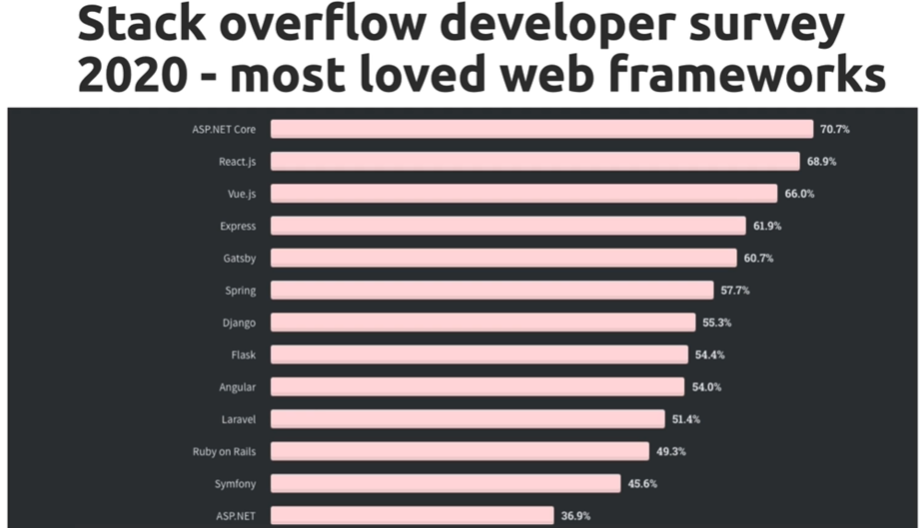 Stack overflow developer survey
2020 - most loved web frameworks
ASP.NET Core 70.7%
React.js 68.9%
Vue.js 66.0%
Express 61.9%
Gatsby 60.7%
Spring 57.7%
Django 55.3%
Flask 54.4%
Angular 54.0%
Laravel 51.4%
Ruby on Rails 49.3%
Symfony 45.6%
ASP.NET 36.9%